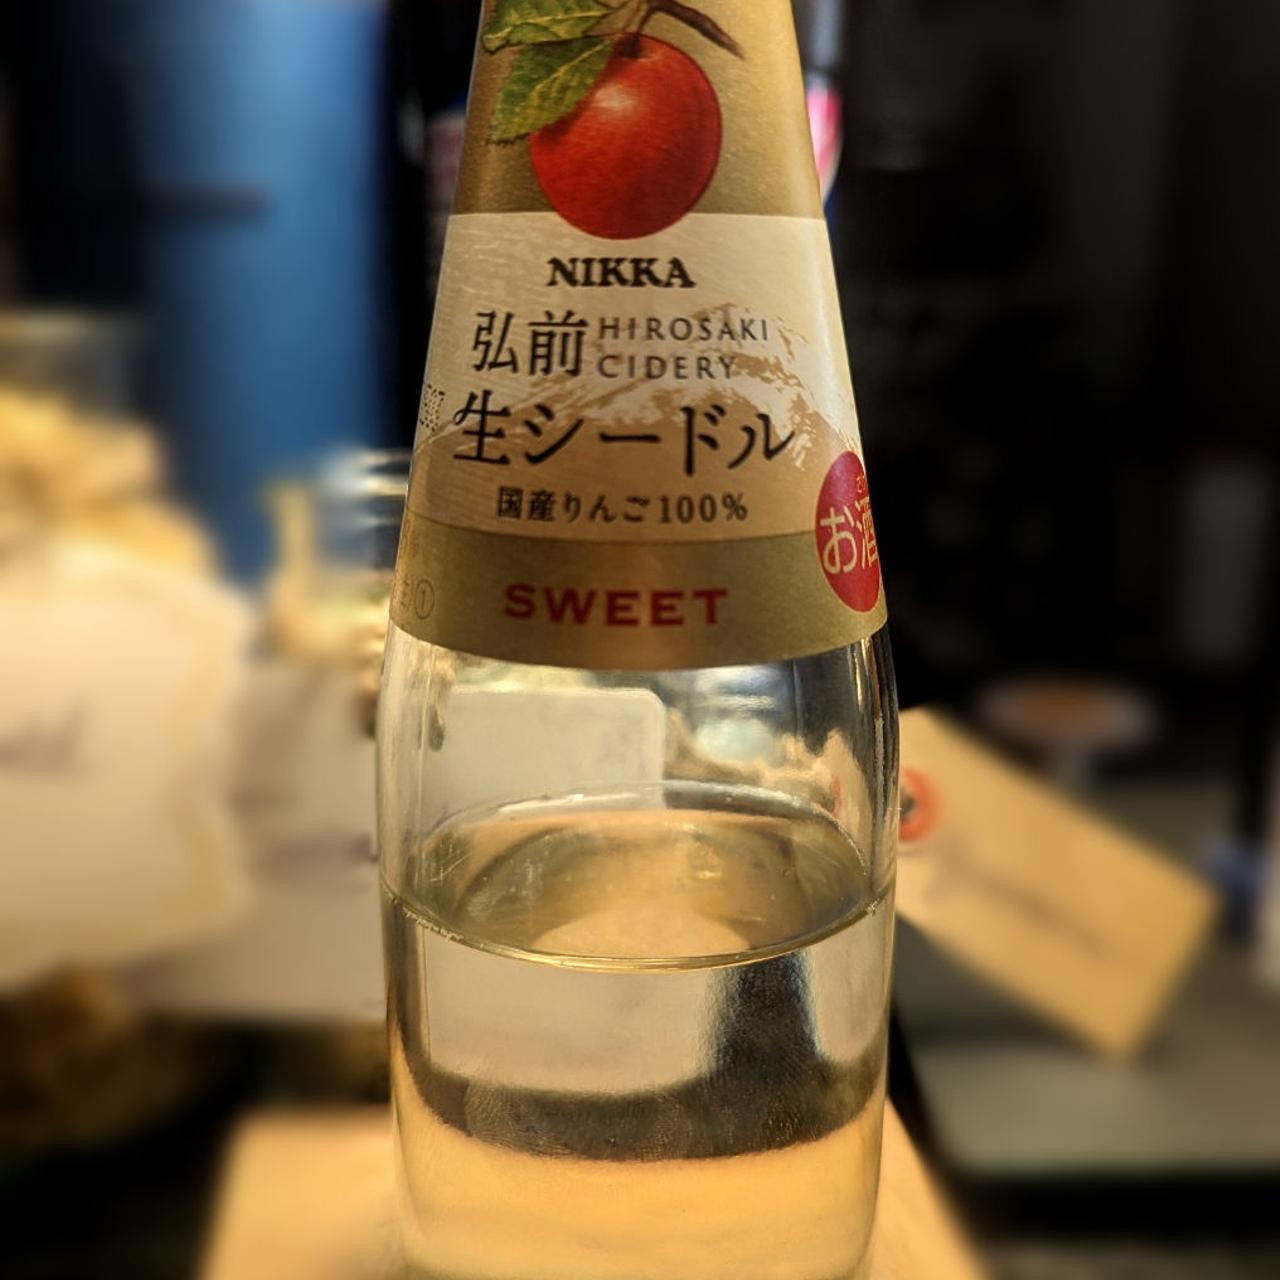 NIKKA
弘前 HIROSAKI CIDERY
生シードル
国産りんご100%
お酒
SWEET